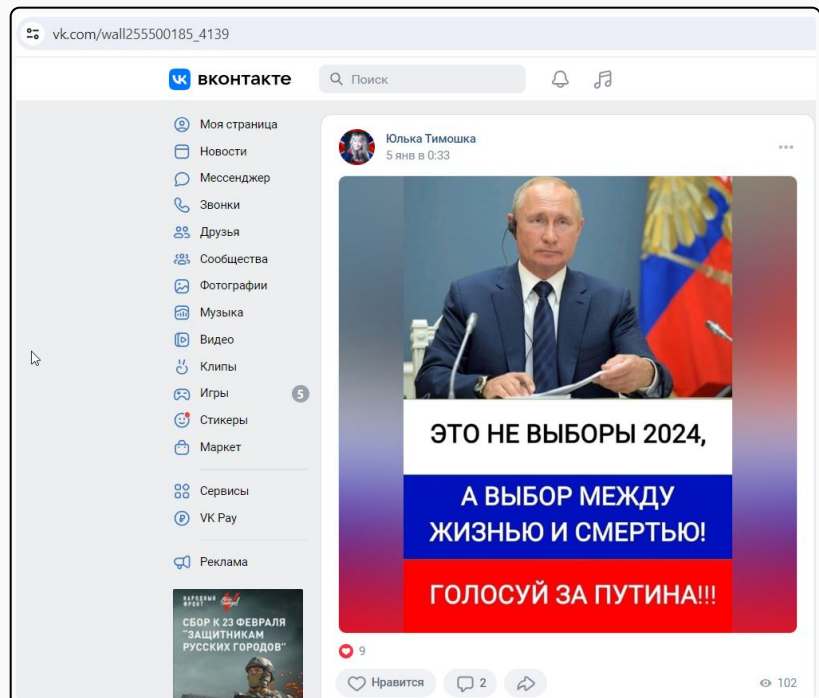 vk.com/wall255500185_4139
вконтакте
Поиск
Моя страница
Новости
Мессенджер
Звонки
Друзья
Сообщества
Фотографии
Музыка
Видео
Клипы
Игры
5
Стикеры
Маркет
Сервисы
VK Pay
Реклама
НАРОДНЫЙ
ФРОНТ
СБОР К 23 ФЕВРАЛЯ
"ЗАЩИТНИКАМ
РУССКИХ ГОРОДОВ"
Юлька Тимошка
5 янв в 0:33
ЭТО НЕ ВЫБОРЫ 2024,
А ВЫБОР МЕЖДУ
ЖИЗНЬЮ И СМЕРТЬЮ!
ГОЛОСУЙ ЗА ПУТИНА!!!
9
Нравится
2
102